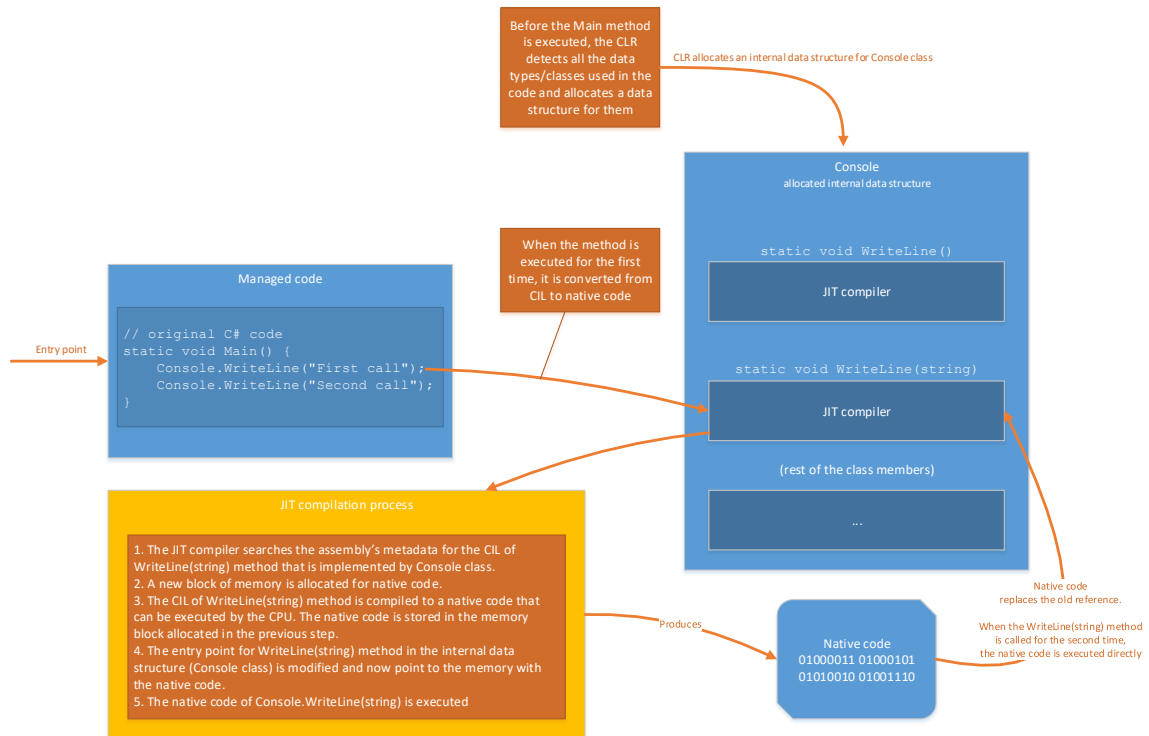 Before the Main method
is executed, the CLR
detects all the data
types/classes used in the
code and allocates a data
structure for them
CLR allocates an internal data structure for Console class
Console
allocated internal data structure
static void WriteLine()
JIT compiler
When the method is
executed for the first
time, it is converted from
CIL to native code
Managed code
// original C# code
static void Main() {
    Console.WriteLine("First call");
    Console.WriteLine("Second call");
}
Entry point
static void WriteLine(string)
JIT compiler
(rest of the class members)
...
JIT compilation process
1. The JIT compiler searches the assembly's metadata for the CIL of
WriteLine(string) method that is implemented by Console class.
2. A new block of memory is allocated for native code.
3. The CIL of WriteLine(string) method is compiled to a native code that
can be executed by the CPU. The native code is stored in the memory
block allocated in the previous step.
4. The entry point for WriteLine(string) method in the internal data
structure (Console class) is modified and now point to the memory with
the native code.
5. The native code of Console.WriteLine(string) is executed
Produces
Native code
01000011 01000101
01010010 01001110
Native code
replaces the old reference.
When the WriteLine(string) method
is called for the second time,
the native code is executed directly